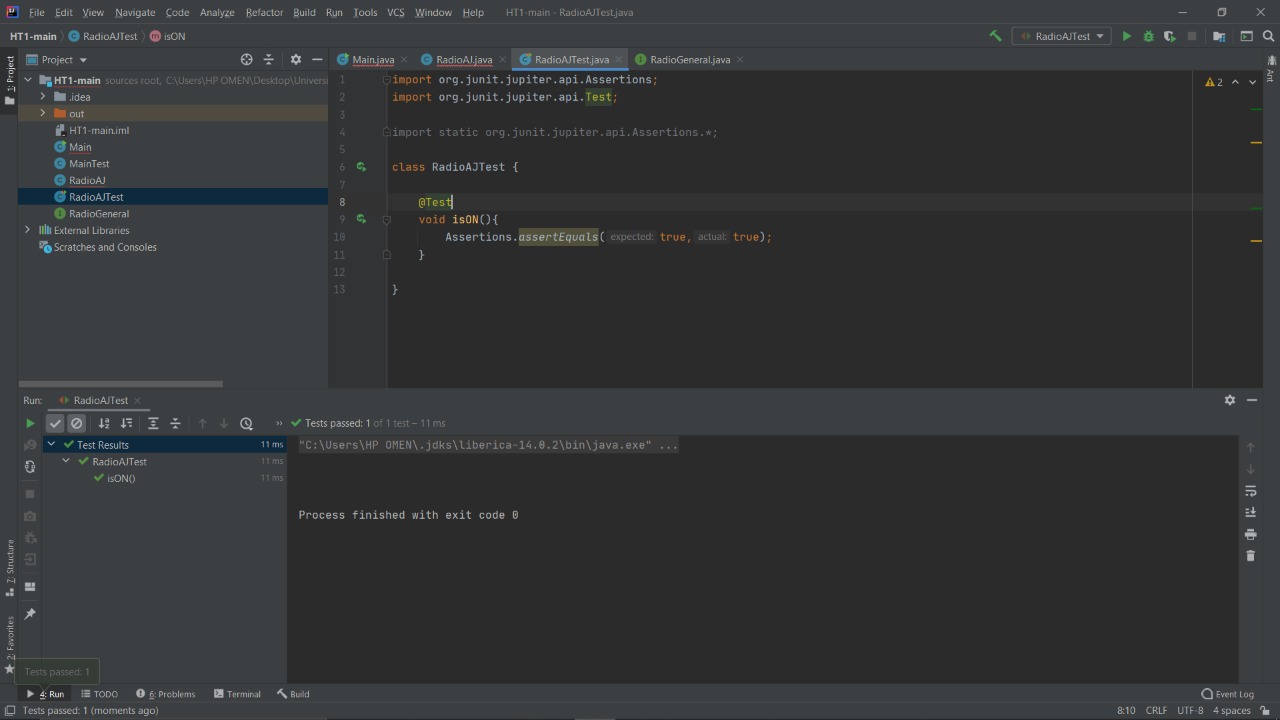 File Edit View Navigate Code Analyze Refactor Build Run Tools VCS Window Help HT1-main - RadioAJTest.java
HT1-main RadioAJTest isON RadioAJTest
Project
Main.java RadioAJ.java RadioAJTest.java RadioGeneral.java
1: Project
HT1-main sources root, C:\Users\HP OMEN\Desktop\Univers
.idea
out
HT1-main.iml
Main
MainTest
RadioAJ
RadioAJTest
RadioGeneral
External Libraries
Scratches and Consoles
1 import org.junit.jupiter.api.Assertions;
2 import org.junit.jupiter.api.Test;
3
4 import static org.junit.jupiter.api.Assertions.*;
5
6 class RadioAJTest {
7
8 @Test
9 void isON(){
10 Assertions.assertEquals( expected: true, actual: true);
11 }
12
13 }
2
Ant
Run: RadioAJTest
Tests passed: 1 of 1 test – 11 ms
Test Results 11 ms
RadioAJTest 11 ms
isON() 11 ms
"C:\Users\HP OMEN\.jdks\liberica-14.0.2\bin\java.exe" ...
Process finished with exit code 0
7: Structure
2: Favorites
Tests passed: 1
4: Run TODO 6: Problems Terminal Build Event Log
Tests passed: 1 (moments ago) 8:10 CRLF UTF-8 4 spaces